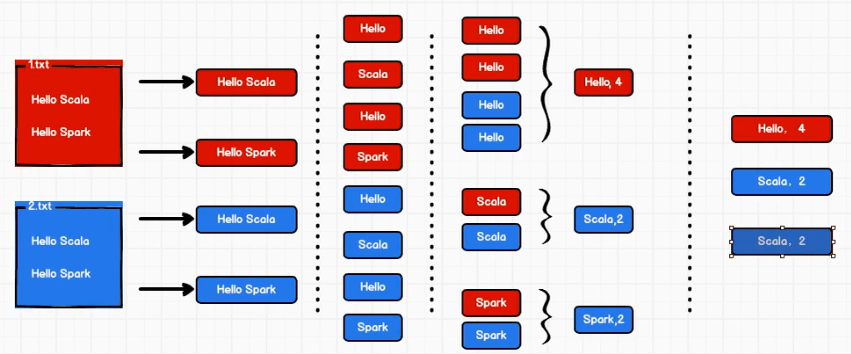 1.txt
Hello Scala
Hello Spark
2.txt
Hello Scala
Hello Spark
Hello Scala
Hello Spark
Hello Scala
Hello Spark
Hello
Scala
Hello
Spark
Hello
Scala
Hello
Spark
Hello
Hello
Hello
Hello
Hello, 4
Scala
Scala
Scala,2
Spark
Spark
Spark,2
Hello, 4
Scala, 2
Scala, 2